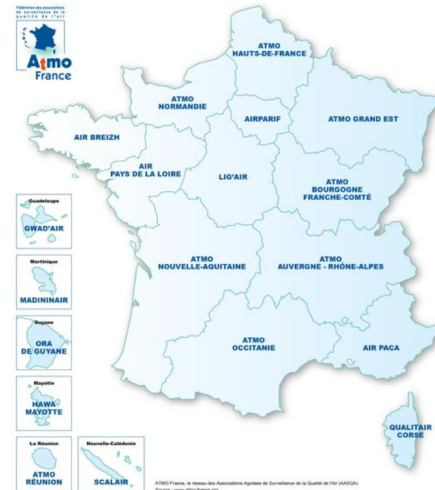 Fédération des associations
de surveillance de la
qualité de l'air
Atmo
France
ATMO
HAUTS-DE-FRANCE
ATMO
NORMANDIE
AIRPARIF
ATMO GRAND EST
AIR BREIZH
AIR
PAYS DE LA LOIRE
LIG'AIR
ATMO
BOURGOGNE
FRANCHE-COMTÉ
Guadeloupe
GWAD'AIR
Martinique
MADININAIR
ATMO
NOUVELLE-AQUITAINE
ATMO
AUVERGNE - RHÔNE-ALPES
Guyane
ORA
DE GUYANE
ATMO
OCCITANIE
AIR PACA
Mayotte
HAWA
MAYOTTE
QUALITAIR
CORSE
La Réunion
ATMO
RÉUNION
Nouvelle-Calédonie
SCALAIR
ATMO France, le réseau des Associations Agréées de Surveillance de la Qualité de l'Air (AASQA)